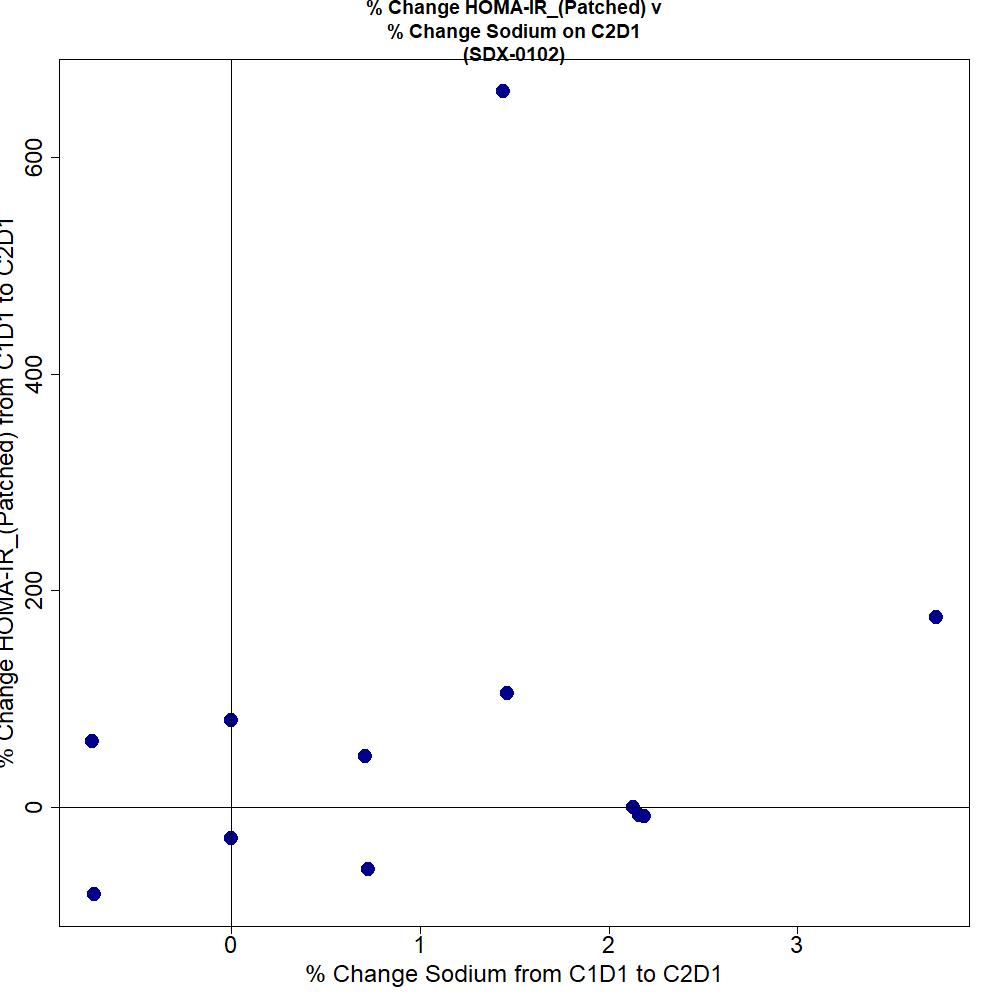 % Change HOMA-IR_(Patched) v
% Change Sodium on C2D1
(SDX-0102)
% Change HOMA-IR_(Patched) from C1D1 to C2D1
600
400
200
0
0 1 2 3
% Change Sodium from C1D1 to C2D1